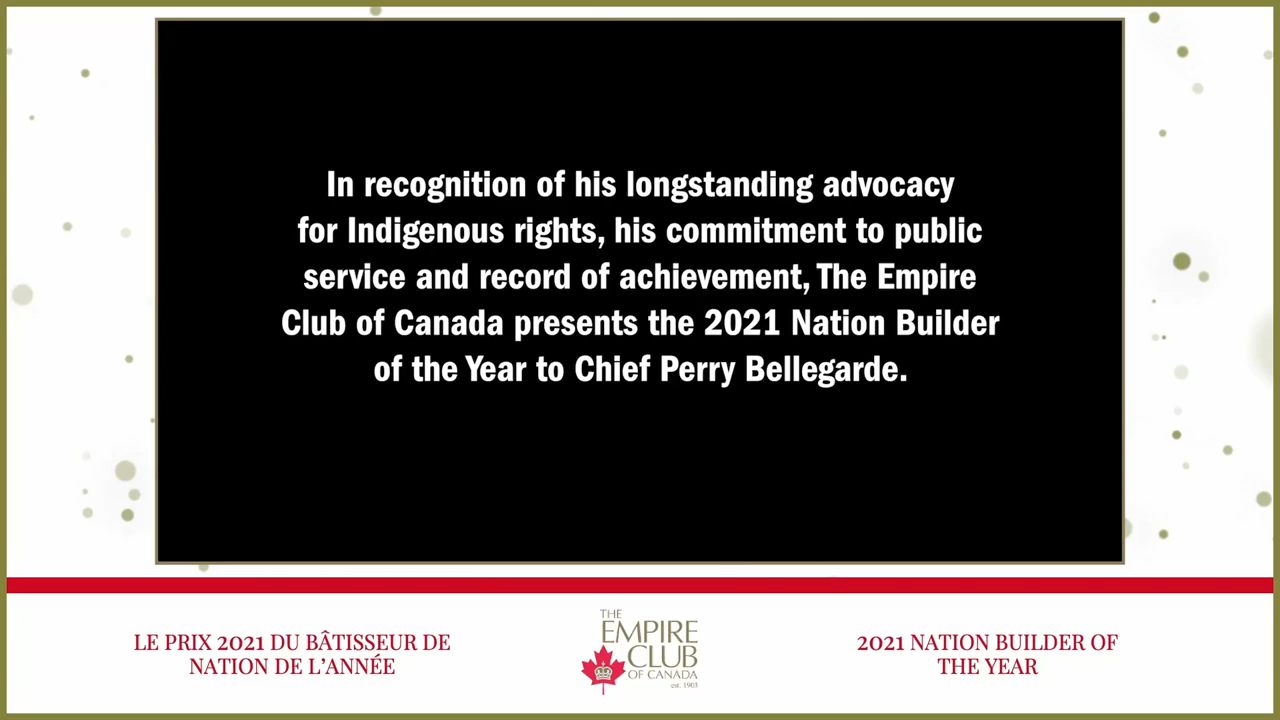 In recognition of his longstanding advocacy
for Indigenous rights, his commitment to public
service and record of achievement, The Empire
Club of Canada presents the 2021 Nation Builder
of the Year to Chief Perry Bellegarde.
LE PRIX 2021 DU BÂTISSEUR DE
NATION DE L'ANNÉE
THE
EMPIRE
CLUB
OF CANADA
est. 1903
2021 NATION BUILDER OF
THE YEAR